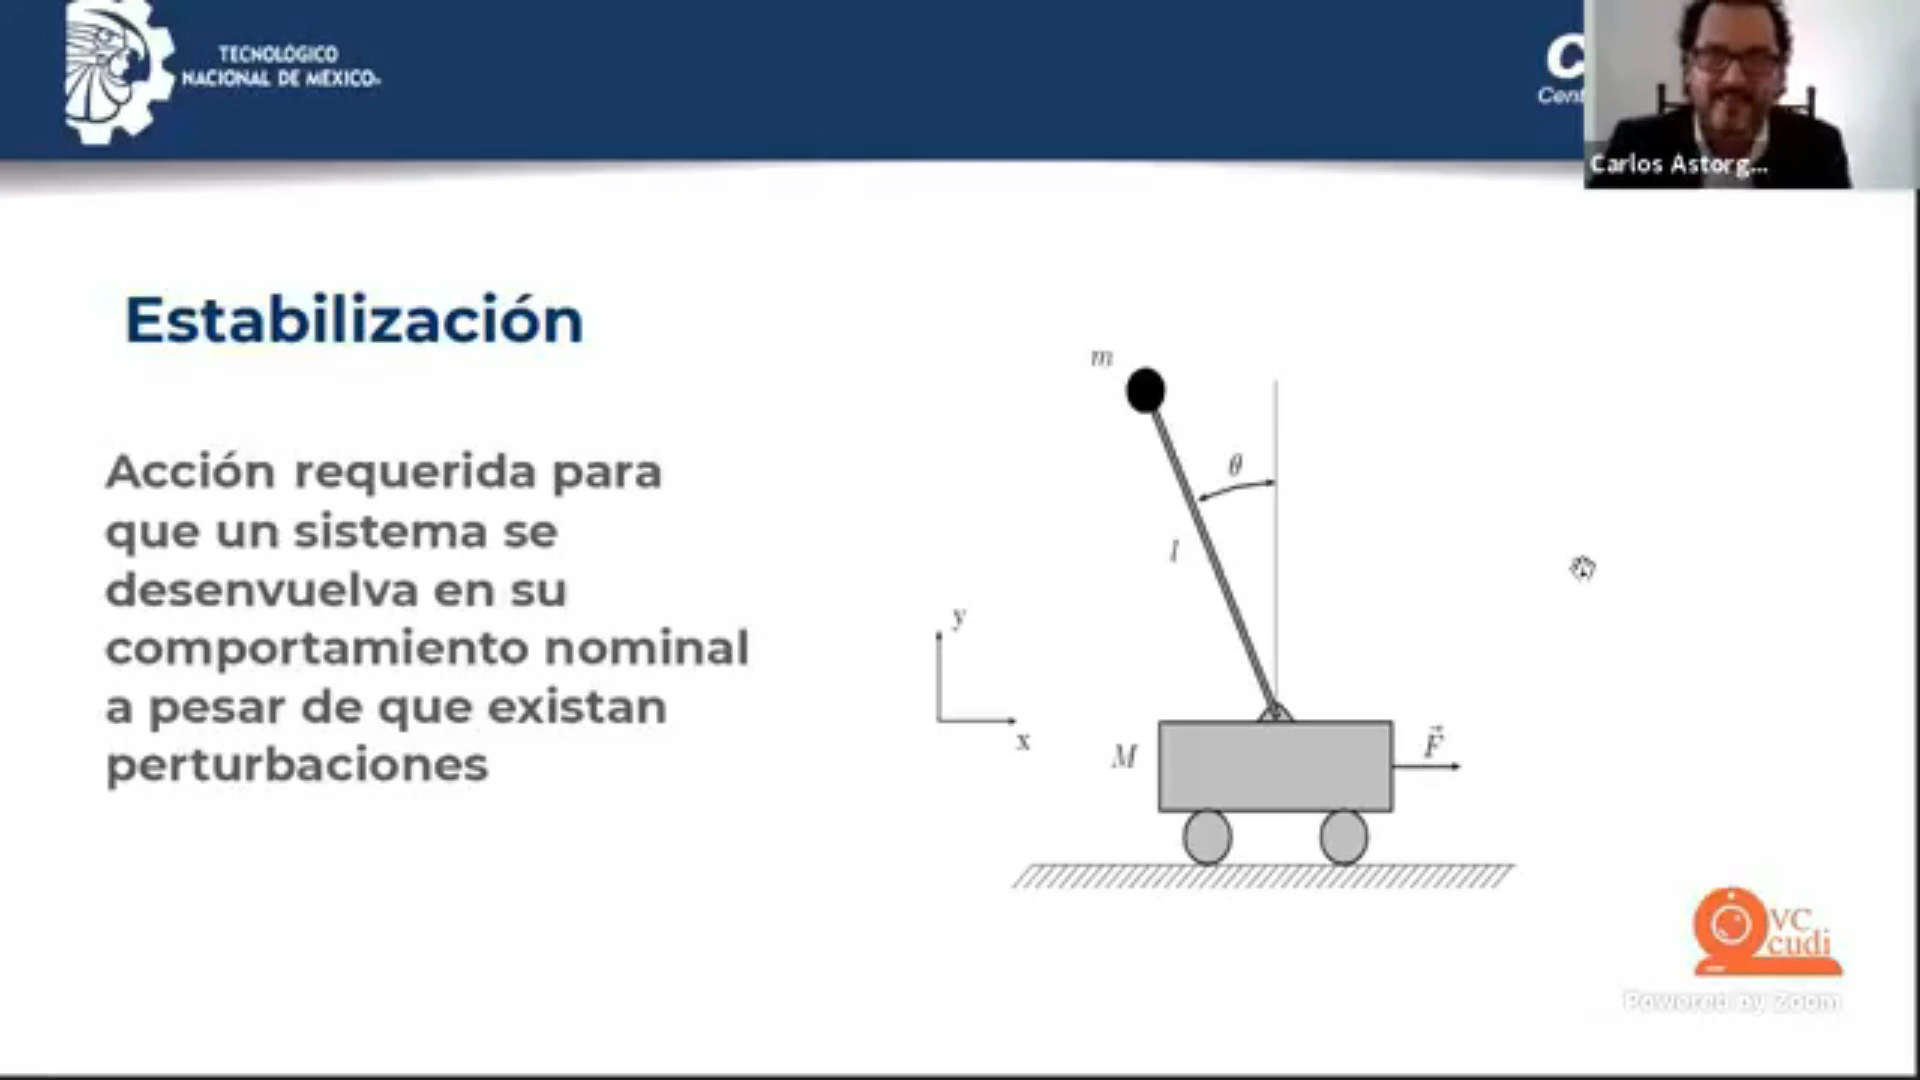 TECNOLÓGICO
NACIONAL DE MÉXICO
Cent
Carlos Astorg...
Estabilización
Acción requerida para
que un sistema se
desenvuelva en su
comportamiento nominal
a pesar de que existan
perturbaciones
m
θ
l
y
x
M
F⃗
VC
cudi
Powered by Zoom